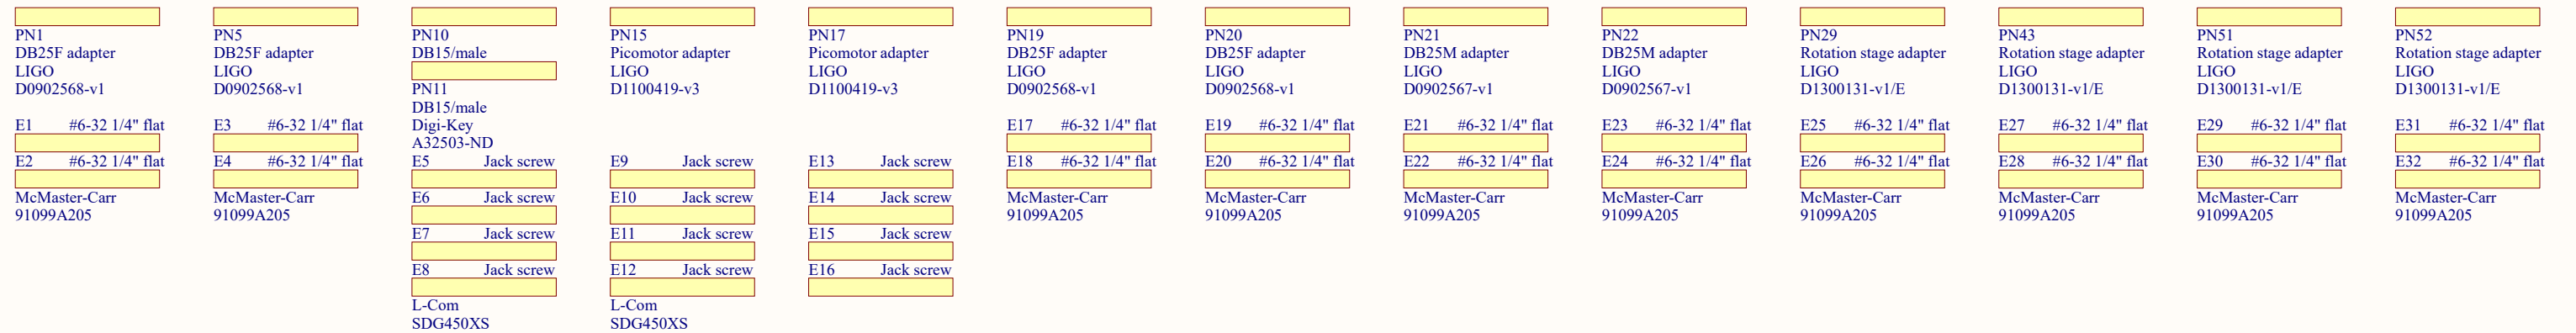 PN1
DB25F adapter
LIGO
D0902568-v1
E1 #6-32 1/4" flat
E2 #6-32 1/4" flat
McMaster-Carr
91099A205
PN5
DB25F adapter
LIGO
D0902568-v1
E3 #6-32 1/4" flat
E4 #6-32 1/4" flat
McMaster-Carr
91099A205
PN10
DB15/male
PN11
DB15/male
Digi-Key
A32503-ND
E5 Jack screw
E6 Jack screw
E7 Jack screw
E8 Jack screw
L-Com
SDG450XS
PN15
Picomotor adapter
LIGO
D1100419-v3
E9 Jack screw
E10 Jack screw
E11 Jack screw
E12 Jack screw
L-Com
SDG450XS
PN17
Picomotor adapter
LIGO
D1100419-v3
E13 Jack screw
E14 Jack screw
E15 Jack screw
E16 Jack screw
PN19
DB25F adapter
LIGO
D0902568-v1
E17 #6-32 1/4" flat
E18 #6-32 1/4" flat
McMaster-Carr
91099A205
PN20
DB25F adapter
LIGO
D0902568-v1
E19 #6-32 1/4" flat
E20 #6-32 1/4" flat
McMaster-Carr
91099A205
PN21
DB25M adapter
LIGO
D0902567-v1
E21 #6-32 1/4" flat
E22 #6-32 1/4" flat
McMaster-Carr
91099A205
PN22
DB25M adapter
LIGO
D0902567-v1
E23 #6-32 1/4" flat
E24 #6-32 1/4" flat
McMaster-Carr
91099A205
PN29
Rotation stage adapter
LIGO
D1300131-v1/E
E25 #6-32 1/4" flat
E26 #6-32 1/4" flat
McMaster-Carr
91099A205
PN43
Rotation stage adapter
LIGO
D1300131-v1/E
E27 #6-32 1/4" flat
E28 #6-32 1/4" flat
McMaster-Carr
91099A205
PN51
Rotation stage adapter
LIGO
D1300131-v1/E
E29 #6-32 1/4" flat
E30 #6-32 1/4" flat
McMaster-Carr
91099A205
PN52
Rotation stage adapter
LIGO
D1300131-v1/E
E31 #6-32 1/4" flat
E32 #6-32 1/4" flat
McMaster-Carr
91099A205